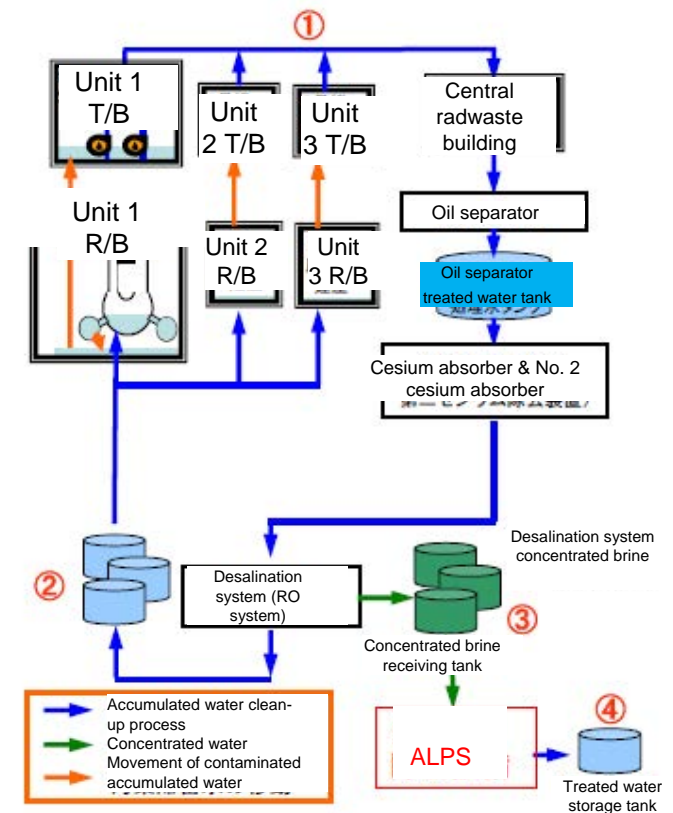 ①
Unit 1
T/B
Unit
2 T/B
Unit
3 T/B
Central
radwaste
building
Unit 1
R/B
Unit 2
R/B
Unit
3 R/B
Oil separator
Oil separator
treated water tank
Cesium absorber & No. 2
cesium absorber
②
Desalination
system (RO
system)
Desalination system
concentrated brine
③
Concentrated brine
receiving tank
Accumulated water clean-
up process
Concentrated water
Movement of contaminated
accumulated water
ALPS
④
Treated water
storage tank